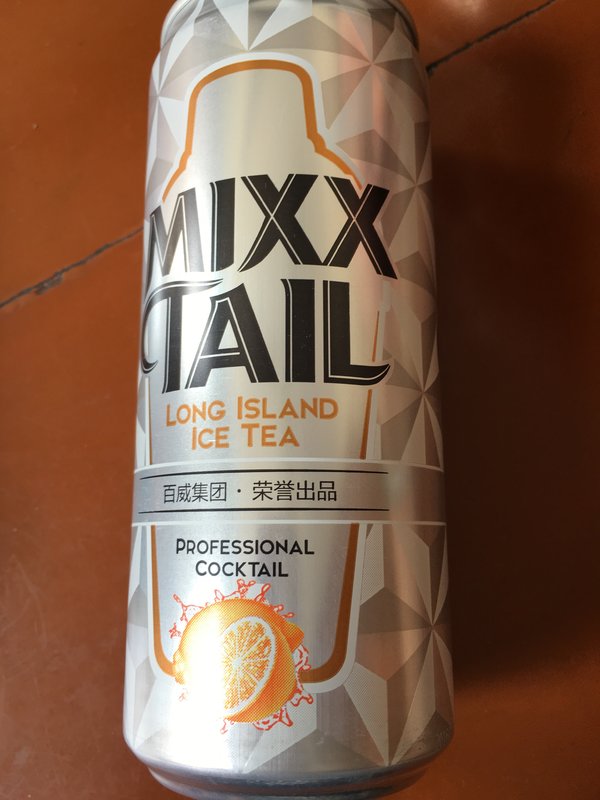 MIXX
TAIL
LONG ISLAND
ICE TEA
百威集团·荣誉出品
PROFESSIONAL
COCKTAIL